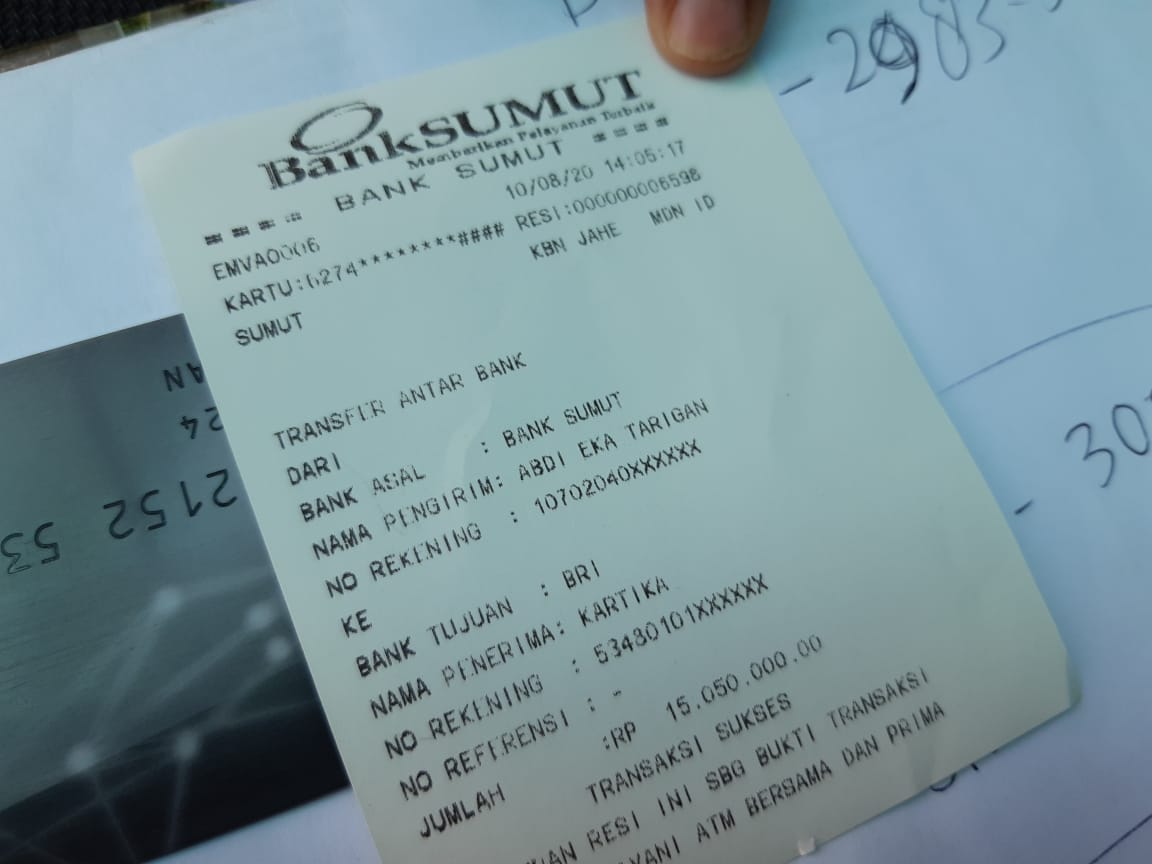 BankSUMUT
Memberikan Pelayanan Terbaik
==== BANK SUMUT ====
10/08/20 14:05:17
EMVA0006
RESI:000000006598
KARTU:6274********####
KBN JAHE MDN ID
SUMUT
TRANSFER ANTAR BANK
DARI
BANK ASAL : BANK SUMUT
NAMA PENGIRIM: ABDI EKA TARIGAN
NO REKENING : 10702040XXXXXX
KE
BANK TUJUAN : BRI
NAMA PENERIMA: KARTIKA
NO REKENING : 53480101XXXXXX
NO REFERENSI : -
JUMLAH :RP 15.050.000.00
TRANSAKSI SUKSES
RESI INI SBG BUKTI TRANSAKSI
ATM BERSAMA DAN PRIMA
24
2152 53